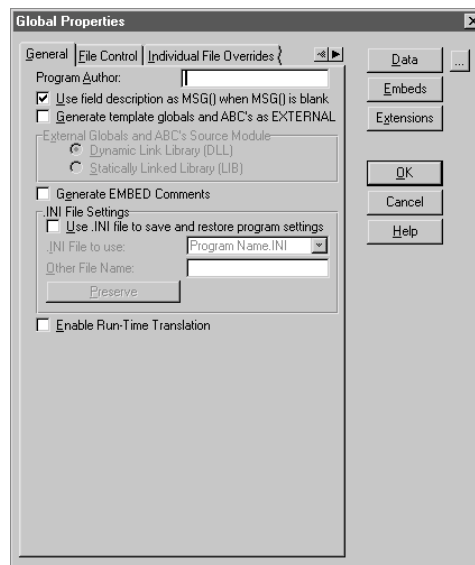 Global Properties
General File Control Individual File Overrides
Program Author:
Use field description as MSG() when MSG() is blank
Generate template globals and ABC's as EXTERNAL
External Globals and ABC's Source Module
Dynamic Link Library (DLL)
Statically Linked Library (LIB)
Generate EMBED Comments
.INI File Settings
Use .INI file to save and restore program settings
.INI File to use: Program Name.INI
Other File Name:
Preserve
Enable Run-Time Translation
Data ...
Embeds
Extensions
OK
Cancel
Help